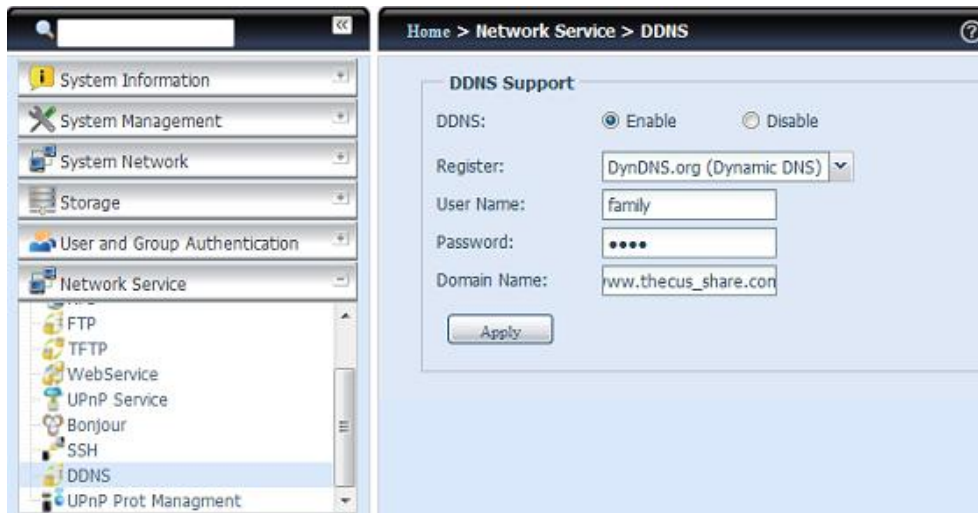 Home > Network Service > DDNS
System Information
System Management
System Network
Storage
User and Group Authentication
Network Service
FTP
TFTP
WebService
UPnP Service
Bonjour
SSH
DDNS
UPnP Prot Managment
DDNS Support
DDNS: Enable Disable
Register: DynDNS.org (Dynamic DNS)
User Name: family
Password: ••••
Domain Name: www.thecus_share.com
Apply